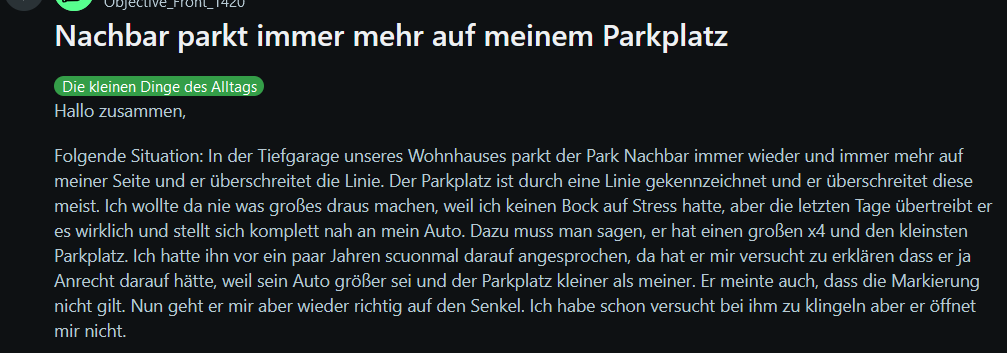 Objective_Front_1420
Nachbar parkt immer mehr auf meinem Parkplatz
Die kleinen Dinge des Alltags
Hallo zusammen,
Folgende Situation: In der Tiefgarage unseres Wohnhauses parkt der Park Nachbar immer wieder und immer mehr auf
meiner Seite und er überschreitet die Linie. Der Parkplatz ist durch eine Linie gekennzeichnet und er überschreitet diese
meist. Ich wollte da nie was großes draus machen, weil ich keinen Bock auf Stress hatte, aber die letzten Tage übertreibt er
es wirklich und stellt sich komplett nah an mein Auto. Dazu muss man sagen, er hat einen großen x4 und den kleinsten
Parkplatz. Ich hatte ihn vor ein paar Jahren scuonmal darauf angesprochen, da hat er mir versucht zu erklären dass er ja
Anrecht darauf hätte, weil sein Auto größer sei und der Parkplatz kleiner als meiner. Er meinte auch, dass die Markierung
nicht gilt. Nun geht er mir aber wieder richtig auf den Senkel. Ich habe schon versucht bei ihm zu klingeln aber er öffnet
mir nicht.